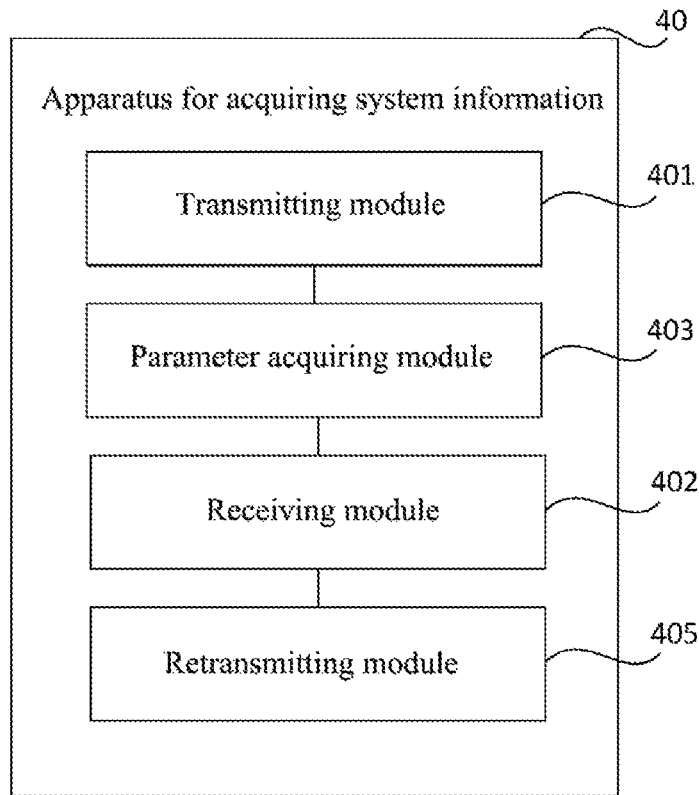 40
Apparatus for acquiring system information
Transmitting module
401
Parameter acquiring module
403
Receiving module
402
Retransmitting module
405